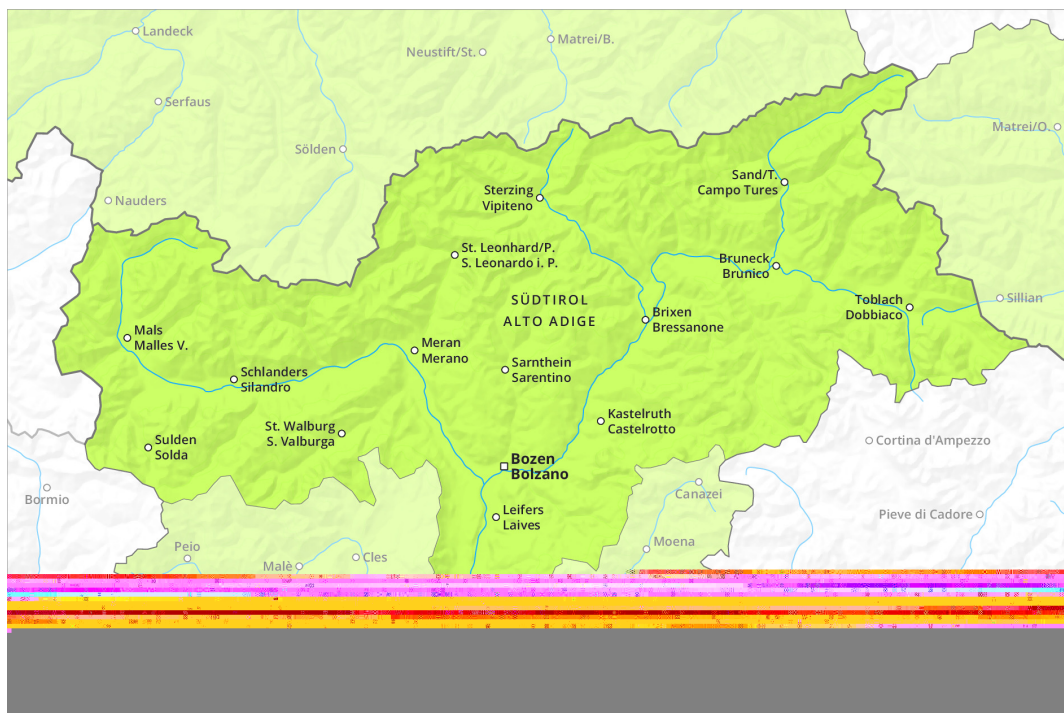 Landeck
Matrei/B.
Neustift/St.
Serfaus
Matrei/O.
Sölden
Sand/T.
Campo Tures
Sterzing
Vipiteno
Nauders
St. Leonhard/P.
S. Leonardo i. P.
Bruneck
Brunico
SÜDTIROL
ALTO ADIGE
Toblach
Dobbiaco
Sillian
Brixen
Bressanone
Mals
Malles V.
Meran
Merano
Sarnthein
Sarentino
Schlanders
Silandro
Kastelruth
Castelrotto
St. Walburg
S. Valburga
Sulden
Solda
Cortina d'Ampezzo
Bozen
Bolzano
Bormio
Canazei
Leifers
Laives
Pieve di Cadore
Moena
Peio
Cles
Malè